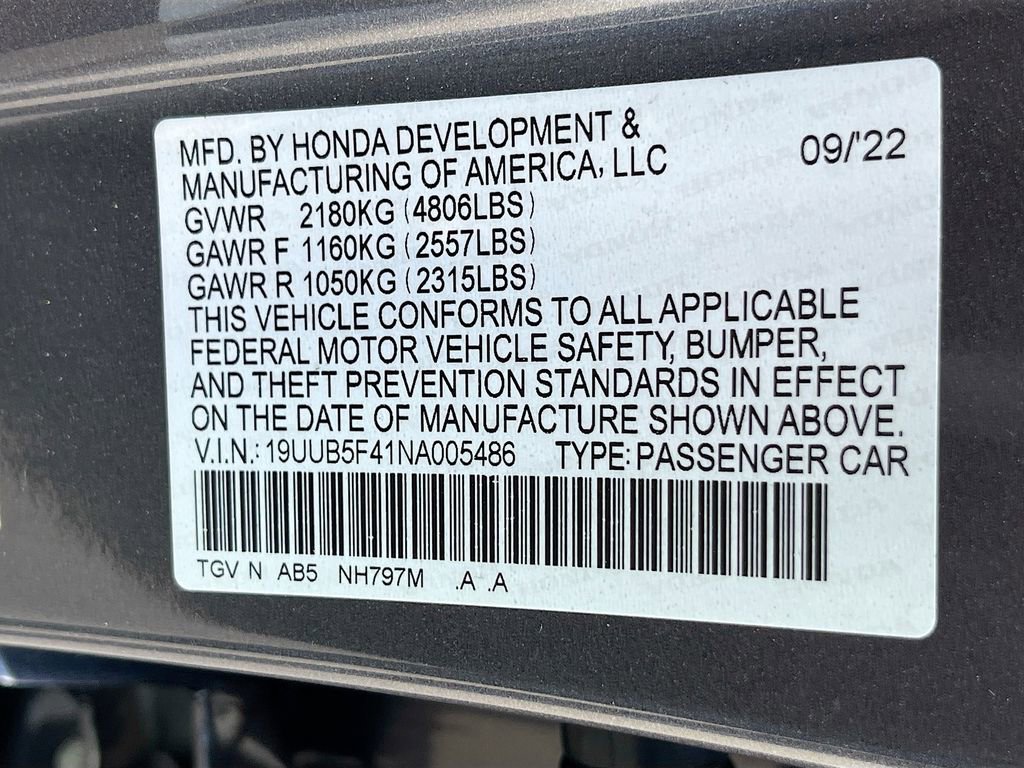 MFD. BY HONDA DEVELOPMENT & 09/'22
MANUFACTURING OF AMERICA, LLC
GVWR 2180KG (4806LBS)
GAWR F 1160KG (2557LBS)
GAWR R 1050KG (2315LBS)
THIS VEHICLE CONFORMS TO ALL APPLICABLE
FEDERAL MOTOR VEHICLE SAFETY, BUMPER,
AND THEFT PREVENTION STANDARDS IN EFFECT
ON THE DATE OF MANUFACTURE SHOWN ABOVE.
V.I.N.: 19UUB5F41NA005486 TYPE: PASSENGER CAR
TGV N AB5 NH797M .A .A